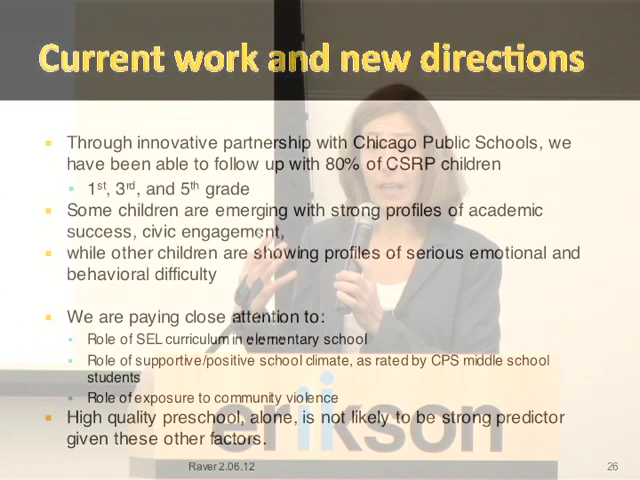 Current work and new directions
Through innovative partnership with Chicago Public Schools, we
have been able to follow up with 80% of CSRP children
1st, 3rd, and 5th grade
Some children are emerging with strong profiles of academic
success, civic engagement,
while other children are showing profiles of serious emotional and
behavioral difficulty
We are paying close attention to:
Role of SEL curriculum in elementary school
Role of supportive/positive school climate, as rated by CPS middle school
students
Role of exposure to community violence
erikson
High quality preschool, alone, is not likely to be strong predictor
given these other factors.
Raver 2.06.12
26